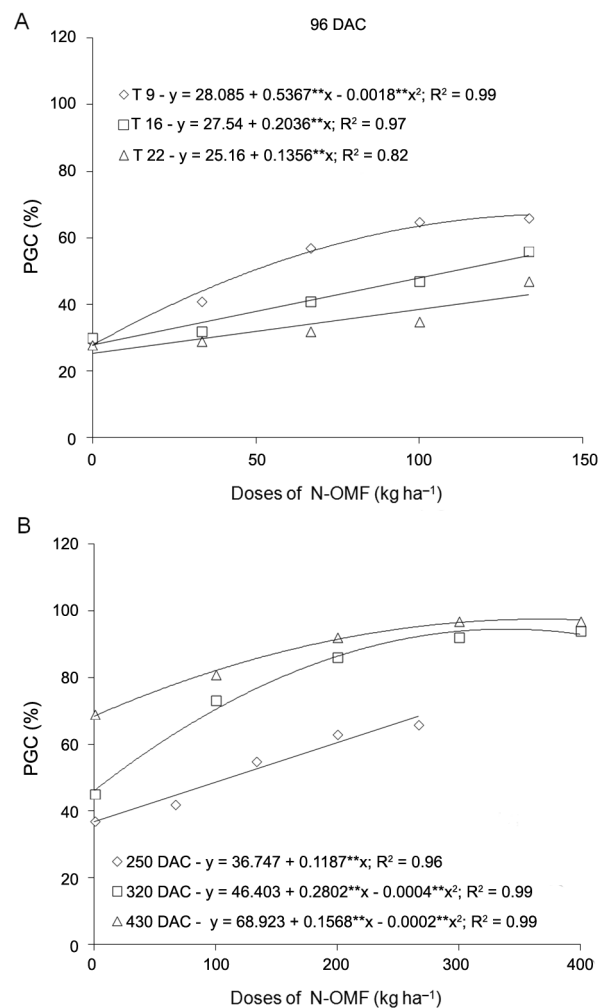 A
96 DAC
120
100
80
60
40
20
0
PGC (%)
T 9 - y = 28.085 + 0.5367**x - 0.0018**x²; R² = 0.99
T 16 - y = 27.54 + 0.2036**x; R² = 0.97
T 22 - y = 25.16 + 0.1356**x; R² = 0.82
0 50 100 150
Doses of N-OMF (kg ha⁻¹)
B
120
100
80
60
40
20
0
PGC (%)
250 DAC - y = 36.747 + 0.1187**x; R² = 0.96
320 DAC - y = 46.403 + 0.2802**x - 0.0004**x²; R² = 0.99
430 DAC - y = 68.923 + 0.1568**x - 0.0002**x²; R² = 0.99
0 100 200 300 400
Doses of N-OMF (kg ha⁻¹)